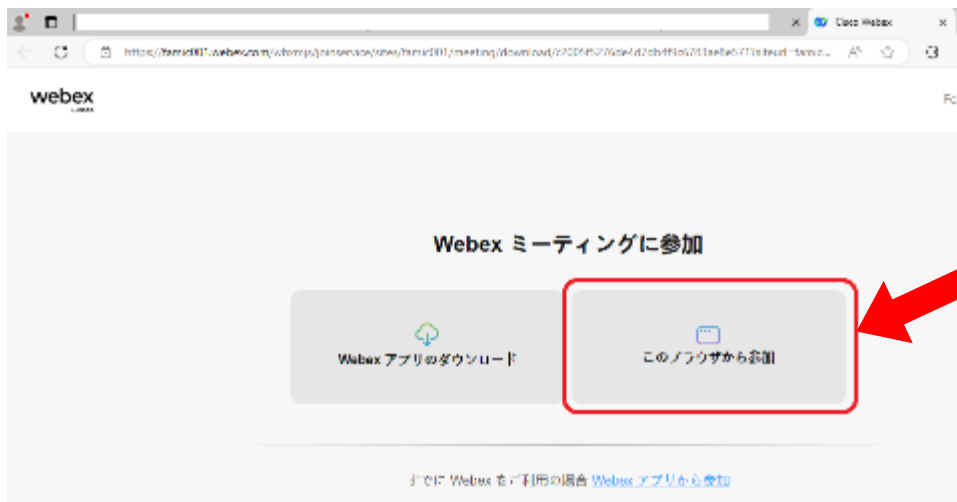 Cisco Webex
webex
Webex ミーティングに参加
Webex アプリのダウンロード
このブラウザから参加
すでに Webex をご利用の場合 Webex アプリから参加